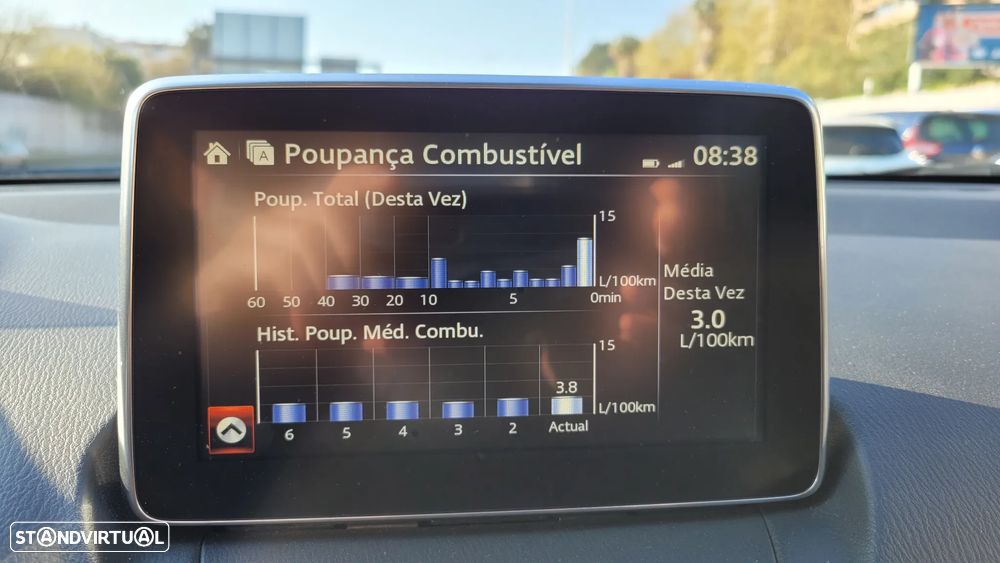 A Poupança Combustível 08:38
Poup. Total (Desta Vez)
15
L/100km
60 50 40 30 20 10 5 0min
Média
Desta Vez
3.0
L/100km
Hist. Poup. Méd. Combu.
15
3.8
L/100km
6 5 4 3 2 Actual
STANDVIRTUAL